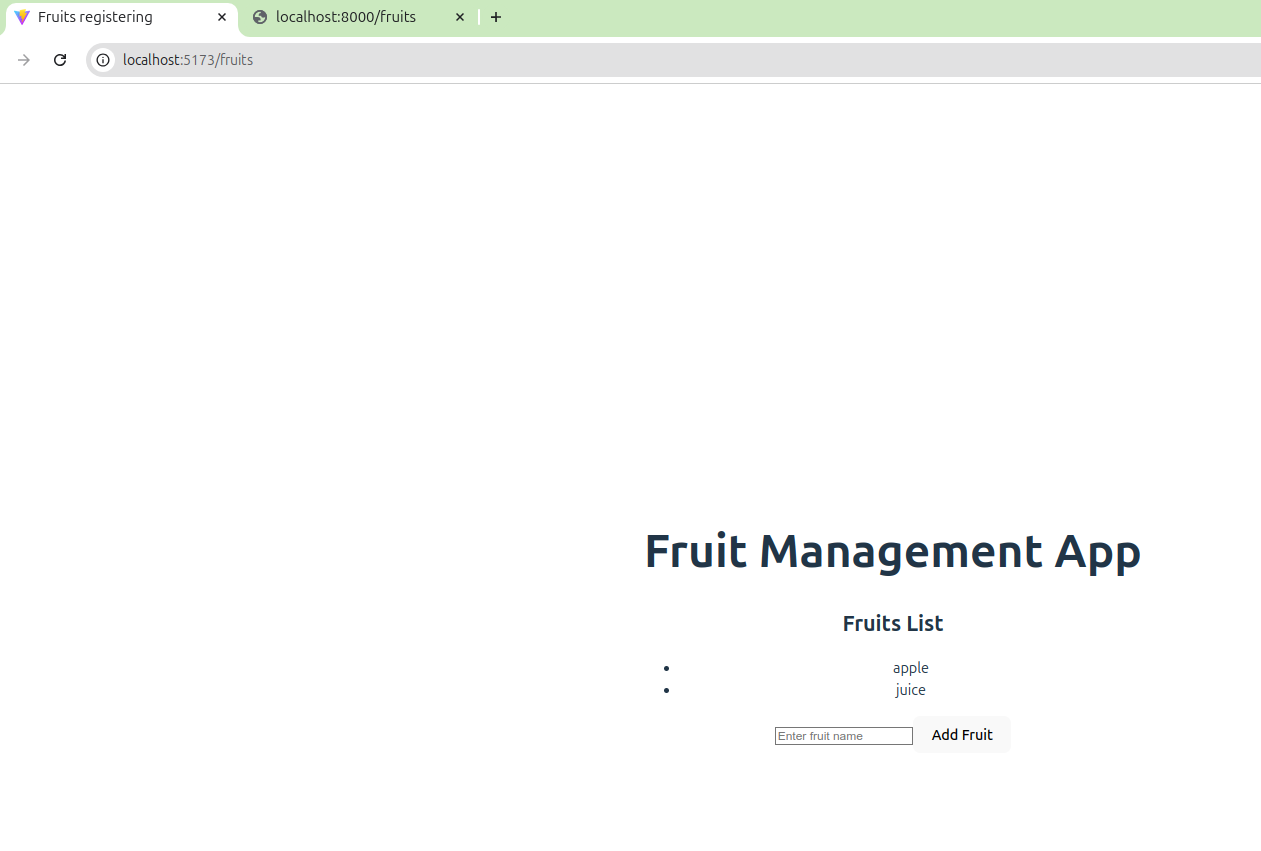 Fruits registering
localhost:8000/fruits
localhost:5173/fruits
Fruit Management App
Fruits List
apple
juice
Enter fruit name
Add Fruit